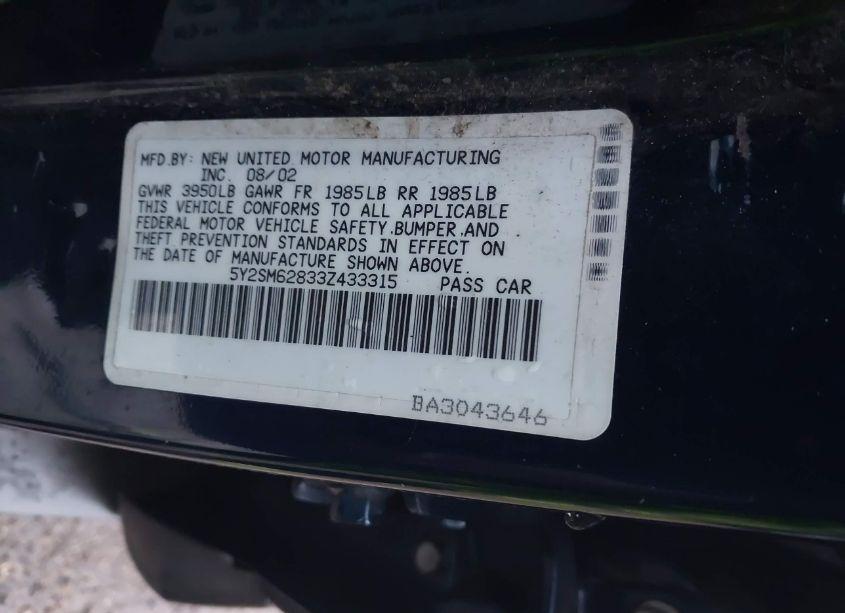 MFD.BY: NEW UNITED MOTOR MANUFACTURING
INC. 08/02
GVWR 3950LB GAWR FR 1985LB RR 1985LB
THIS VEHICLE CONFORMS TO ALL APPLICABLE
FEDERAL MOTOR VEHICLE SAFETY.BUMPER.AND
THEFT PREVENTION STANDARDS IN EFFECT ON
THE DATE OF MANUFACTURE SHOWN ABOVE.
5Y2SM62833Z433315 PASS CAR
BA3043646